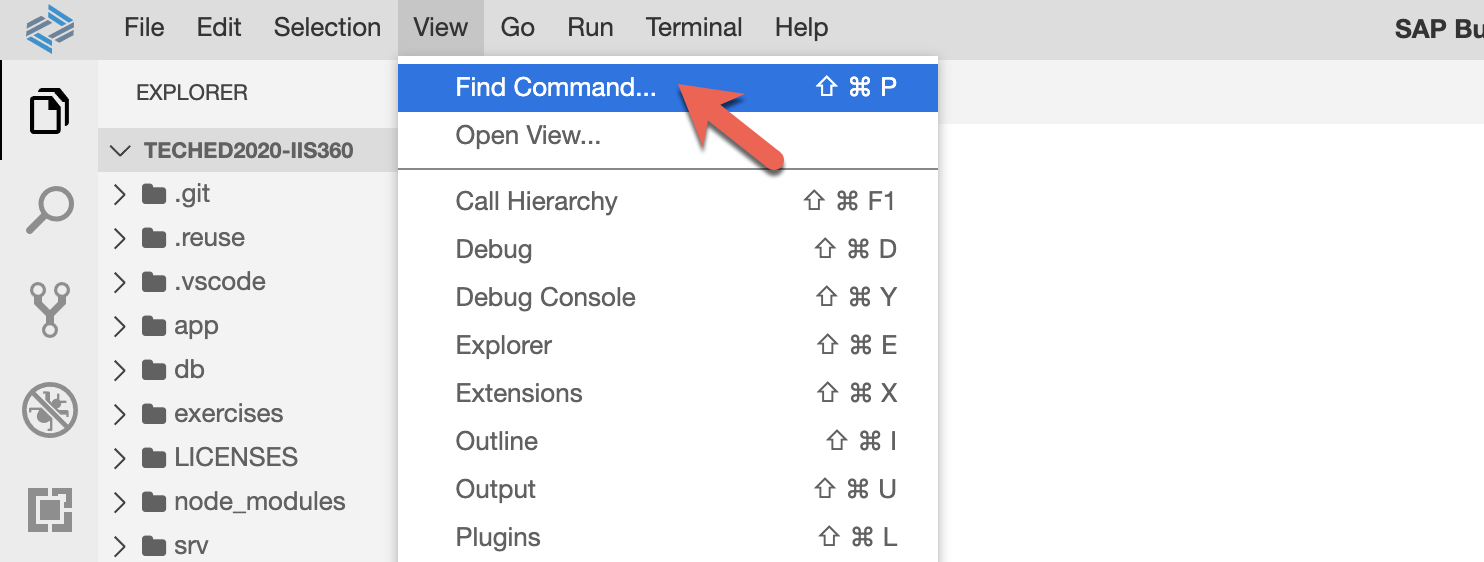 File Edit Selection View Go Run Terminal Help SAP Bu
EXPLORER
TECHED2020-IIS360
.git
.reuse
.vscode
app
db
exercises
LICENSES
node_modules
srv
Find Command... ⇧ ⌘ P
Open View...
Call Hierarchy ⇧ ⌘ F1
Debug ⇧ ⌘ D
Debug Console ⇧ ⌘ Y
Explorer ⇧ ⌘ E
Extensions ⇧ ⌘ X
Outline ⇧ ⌘ I
Output ⇧ ⌘ U
Plugins ⇧ ⌘ L